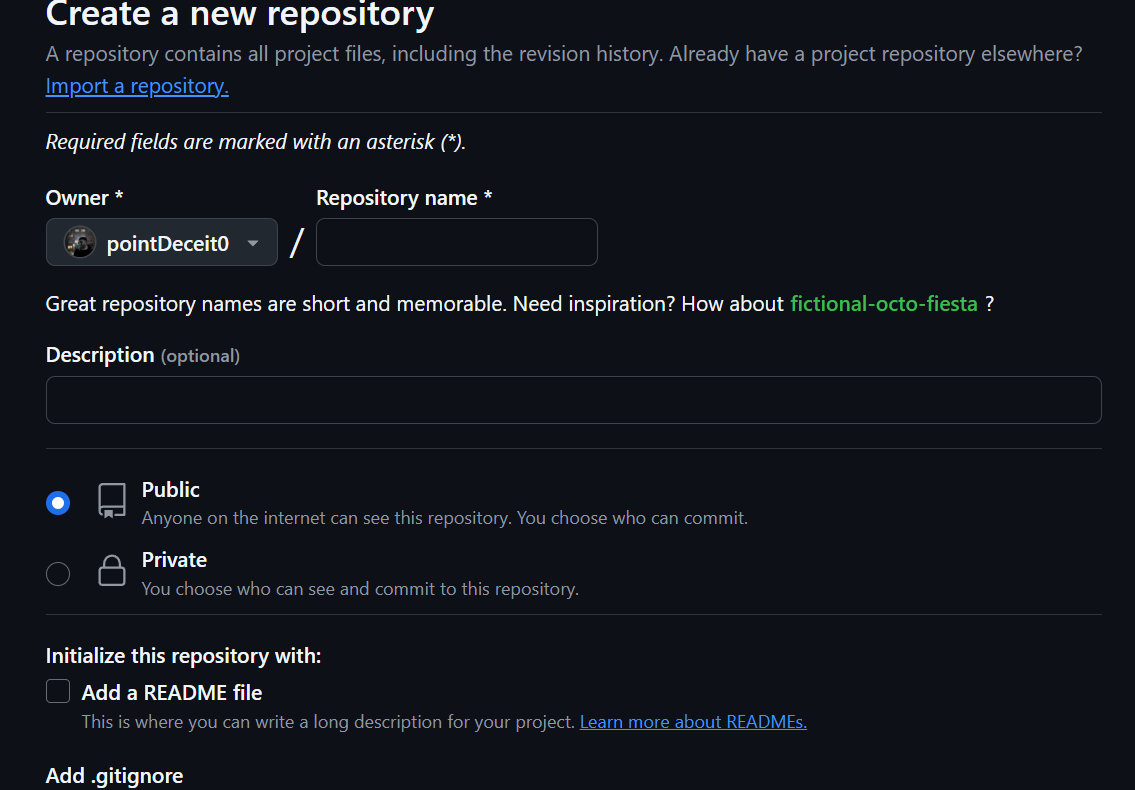 Create a new repository
A repository contains all project files, including the revision history. Already have a project repository elsewhere?
Import a repository.
Required fields are marked with an asterisk (*).
Owner *
Repository name *
pointDeceit0
/
Great repository names are short and memorable. Need inspiration? How about fictional-octo-fiesta ?
Description (optional)
Public
Anyone on the internet can see this repository. You choose who can commit.
Private
You choose who can see and commit to this repository.
Initialize this repository with:
Add a README file
This is where you can write a long description for your project. Learn more about READMEs.
Add .gitignore